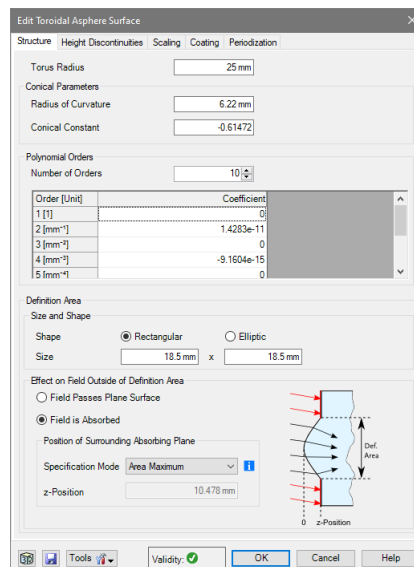 Edit Toroidal Asphere Surface
Structure Height Discontinuities Scaling Coating Periodization
Torus Radius 25 mm
Conical Parameters
Radius of Curvature 6.22 mm
Conical Constant -0.61472
Polynomial Orders
Number of Orders 10
Order [Unit] Coefficient
1 [1] 0
2 [mm⁻¹] 1.4283e-11
3 [mm⁻²] 0
4 [mm⁻³] -9.1604e-15
5 [mm⁻⁴] 0
Definition Area
Size and Shape
Shape Rectangular Elliptic
Size 18.5 mm x 18.5 mm
Effect on Field Outside of Definition Area
Field Passes Plane Surface
Field is Absorbed
Position of Surrounding Absorbing Plane
Specification Mode Area Maximum
z-Position 10.478 mm
Def.
Area
0 z-Position
Tools Validity: OK Cancel Help